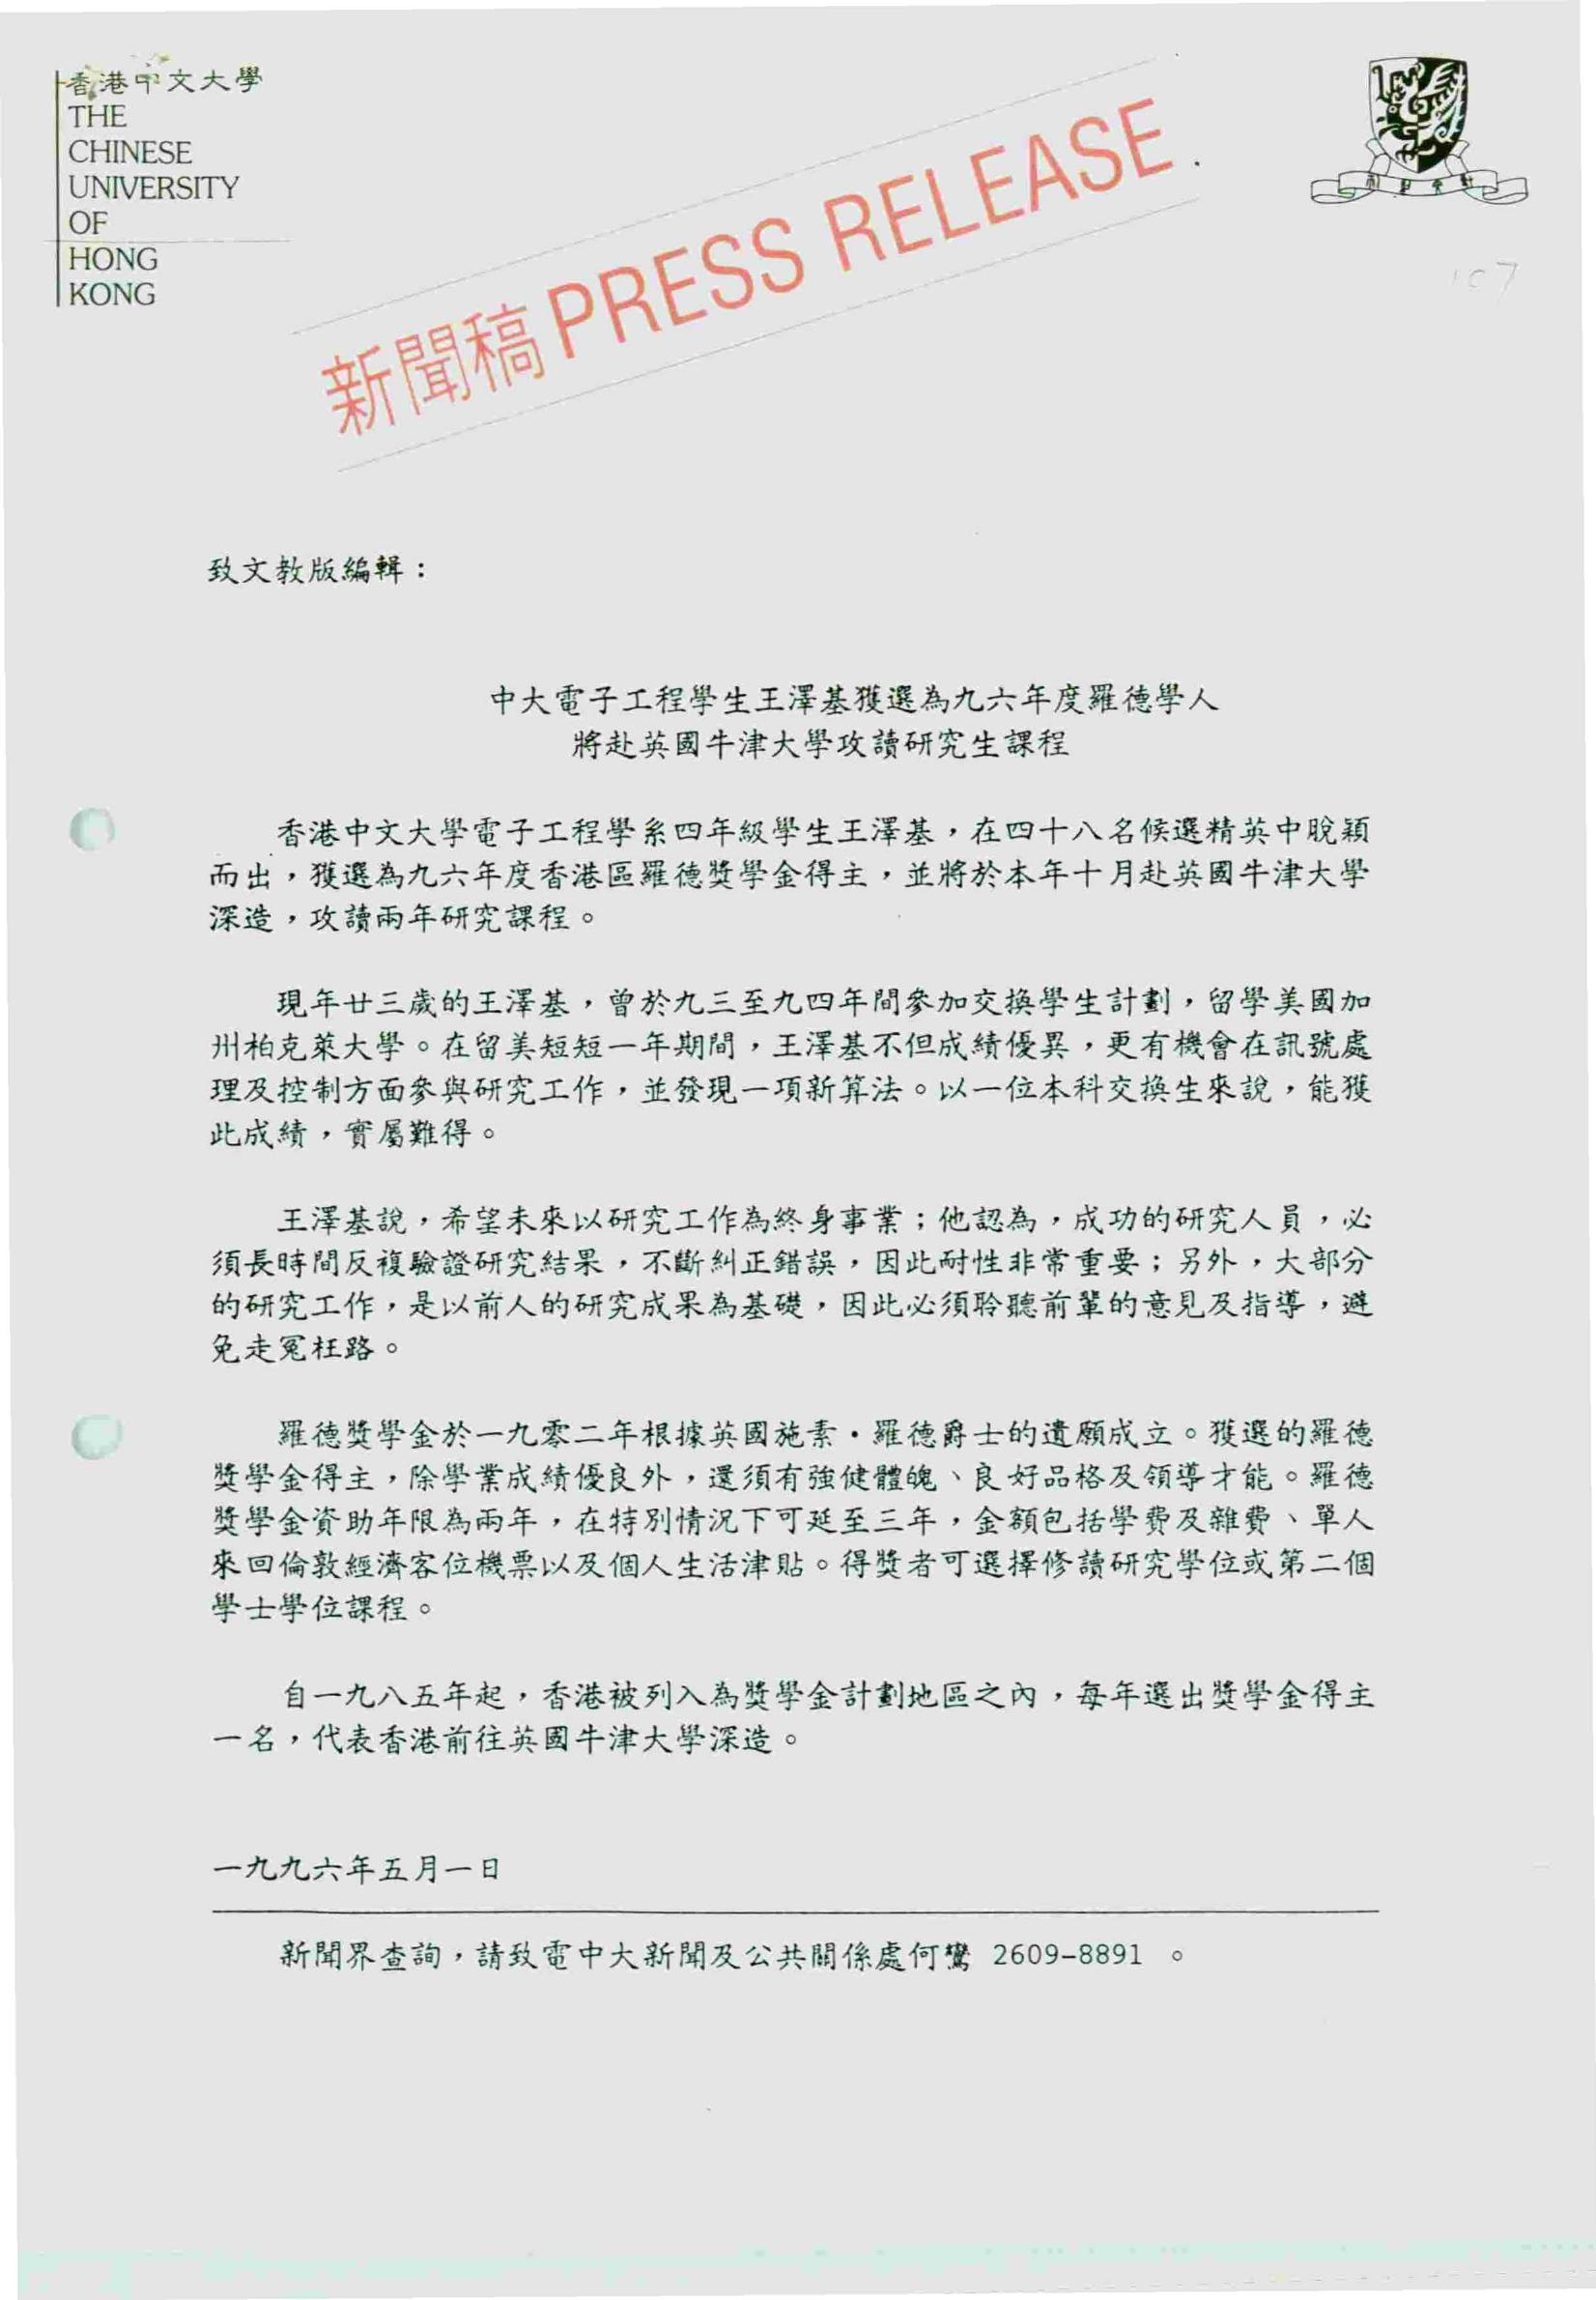 香港中文大學
THE
CHINESE
UNIVERSITY
OF
HONG
KONG
新聞稿 PRESS RELEASE
致文教版編輯：
中大電子工程學生王澤基獲選為九六年度羅德學人
將赴英國牛津大學攻讀研究生課程
香港中文大學電子工程學系四年級學生王澤基，在四十八名候選精英中脫穎
而出，獲選為九六年度香港區羅德獎學金得主，並將於本年十月赴英國牛津大學
深造，攻讀兩年研究課程。
現年廿三歲的王澤基，曾於九三至九四年間參加交換學生計劃，留學美國加
州柏克萊大學。在留美短短一年期間，王澤基不但成績優異，更有機會在訊號處
理及控制方面參與研究工作，並發現一項新算法。以一位本科交換生來說，能獲
此成績，實屬難得。
王澤基說，希望未來以研究工作為終身事業；他認為，成功的研究人員，必
須長時間反複驗證研究結果，不斷糾正錯誤，因此耐性非常重要；另外，大部分
的研究工作，是以前人的研究成果為基礎，因此必須聆聽前輩的意見及指導，避
免走冤枉路。
羅德獎學金於一九零二年根據英國施素·羅德爵士的遺願成立。獲選的羅德
獎學金得主，除學業成績優良外，還須有強健體魄、良好品格及領導才能。羅德
獎學金資助年限為兩年，在特別情況下可延至三年，金額包括學費及雜費、單人
來回倫敦經濟客位機票以及個人生活津貼。得獎者可選擇修讀研究學位或第二個
學士學位課程。
自一九八五年起，香港被列入為獎學金計劃地區之內，每年選出獎學金得主
一名，代表香港前往英國牛津大學深造。
一九九六年五月一日
新聞界查詢，請致電中大新聞及公共關係處何鸞 2609-8891 。